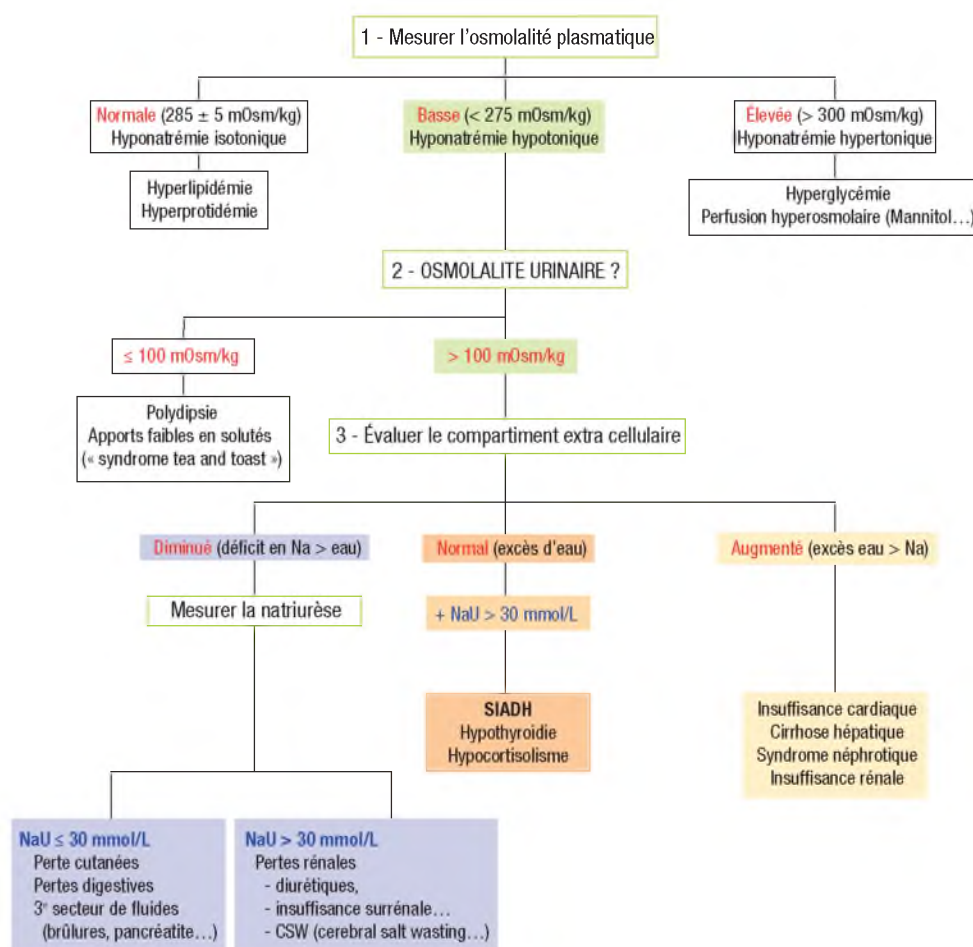 1 - Mesurer l'osmolalité plasmatique
Normale (285 ± 5 mOsm/kg)
Hyponatrémie isotonique
Basse (< 275 mOsm/kg)
Hyponatrémie hypotonique
Élevée (> 300 mOsm/kg)
Hyponatrémie hypertonique
Hyperlipidémie
Hyperprotidémie
Hyperglycémie
Perfusion hyperosmolaire (Mannitol…)
2 - OSMOLALITE URINAIRE ?
≤ 100 mOsm/kg
> 100 mOsm/kg
Polydipsie
Apports faibles en solutés
(« syndrome tea and toast »)
3 - Évaluer le compartiment extra cellulaire
Diminué (déficit en Na > eau)
Normal (excès d'eau)
Augmenté (excès eau > Na)
Mesurer la natriurèse
+ NaU > 30 mmol/L
SIADH
Hypothyroidie
Hypocortisolisme
Insuffisance cardiaque
Cirrhose hépatique
Syndrome néphrotique
Insuffisance rénale
NaU ≤ 30 mmol/L
Perte cutanées
Pertes digestives
3e secteur de fluides
(brûlures, pancréatite…)
NaU > 30 mmol/L
Pertes rénales
- diurétiques,
- insuffisance surrénale…
- CSW (cerebral salt wasting…)